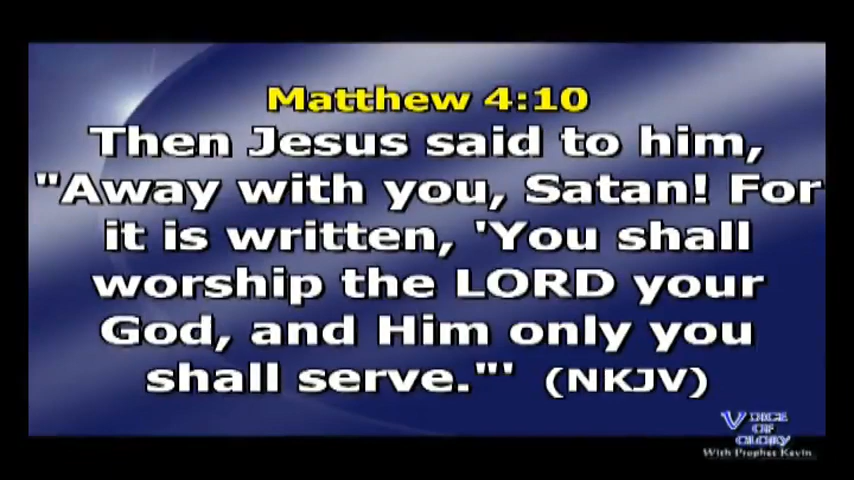 Matthew 4:10
Then Jesus said to him,
"Away with you, Satan! For
it is written, 'You shall
worship the LORD your
God, and Him only you
shall serve."' (NKJV)
VOICE
OF
GLORY
With Prophet Kevin